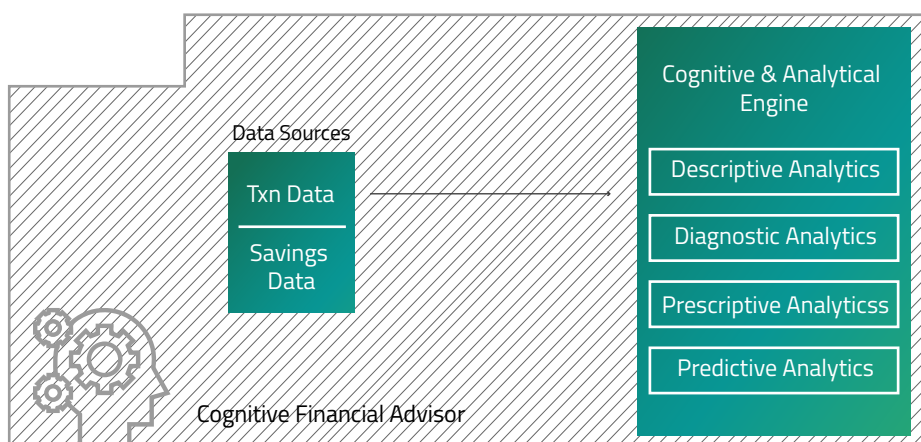 Cognitive & Analytical
Engine
Data Sources
Txn Data
Savings
Data
Descriptive Analytics
Diagnostic Analytics
Prescriptive Analyticss
Predictive Analytics
Cognitive Financial Advisor